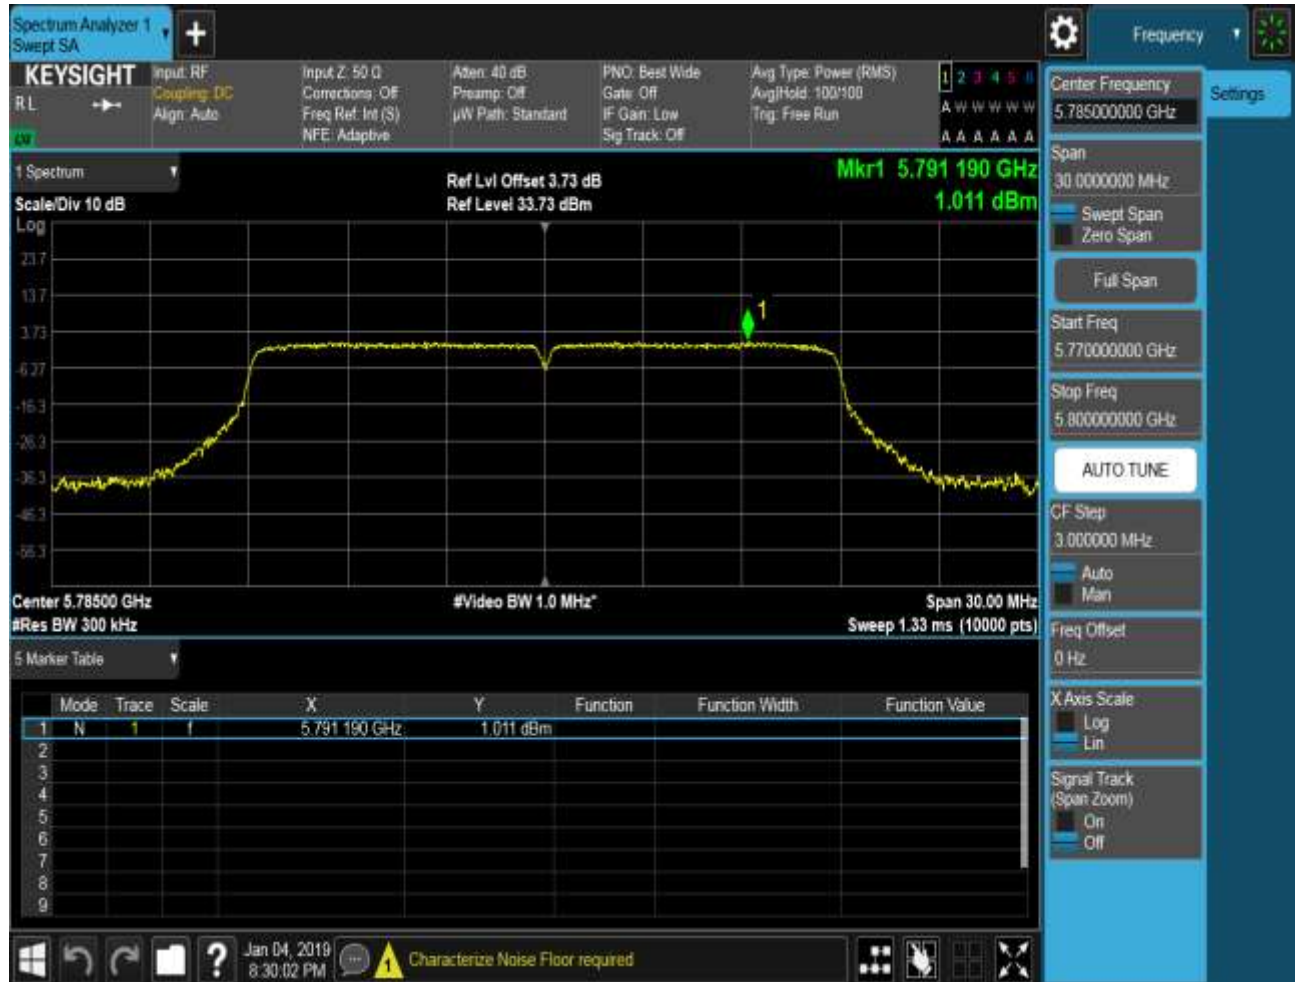 Spectrum Analyzer 1
Swept SA
Frequency
KEYSIGHT
R L
Input: RF
Coupling: DC
Align: Auto
Input Z: 50 Ω
Corrections: Off
Freq Ref: Int (S)
NFE: Adaptive
Atten: 40 dB
Preamp: Off
µW Path: Standard
PNO: Best Wide
Gate: Off
IF Gain: Low
Sig Track: Off
Avg Type: Power (RMS)
Avg|Hold: 100/100
Trig: Free Run
1 2 3 4 5 6
A W W W W W
A A A A A A
1 Spectrum
Scale/Div 10 dB
Log
Ref Lvl Offset 3.73 dB
Ref Level 33.73 dBm
Mkr1 5.791 190 GHz
1.011 dBm
23.7
13.7
3.73
-6.27
-16.3
-26.3
-36.3
-46.3
-56.3
1
Center 5.78500 GHz
#Res BW 300 kHz
#Video BW 1.0 MHz*
Span 30.00 MHz
Sweep 1.33 ms (10000 pts)
5 Marker Table
Mode Trace Scale X Y Function Function Width Function Value
1 N 1 f 5.791 190 GHz 1.011 dBm
2
3
4
5
6
7
8
9
Jan 04, 2019
8:30:02 PM
Characterize Noise Floor required
Center Frequency
5.785000000 GHz
Settings
Span
30.0000000 MHz
Swept Span
Zero Span
Full Span
Start Freq
5.770000000 GHz
Stop Freq
5.800000000 GHz
AUTO TUNE
CF Step
3.000000 MHz
Auto
Man
Freq Offset
0 Hz
X Axis Scale
Log
Lin
Signal Track
(Span Zoom)
On
Off